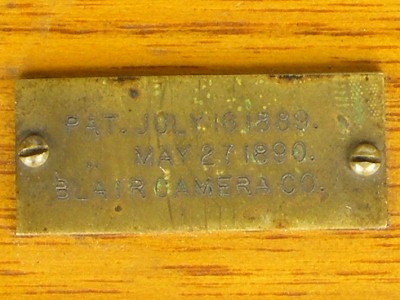 PAT. JULY 16.1889.
MAY 27.1890.
BLAIR CAMERA CO.